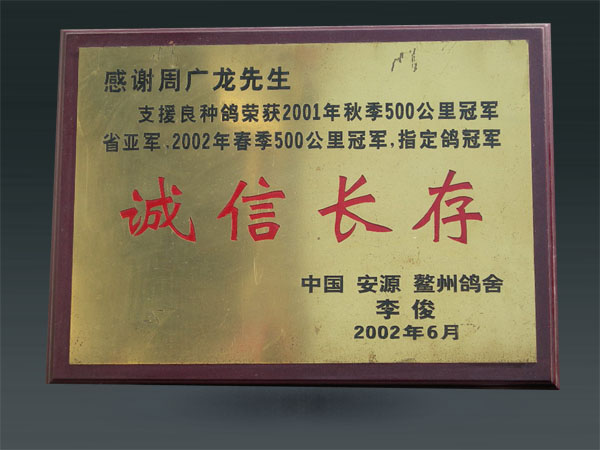 感谢周广龙先生
支援良种鸽荣获2001年秋季500公里冠军
省亚军,2002年春季500公里冠军,指定鸽冠军
诚信长存
中国 安源 鳌州鸽舍
李俊
2002年6月